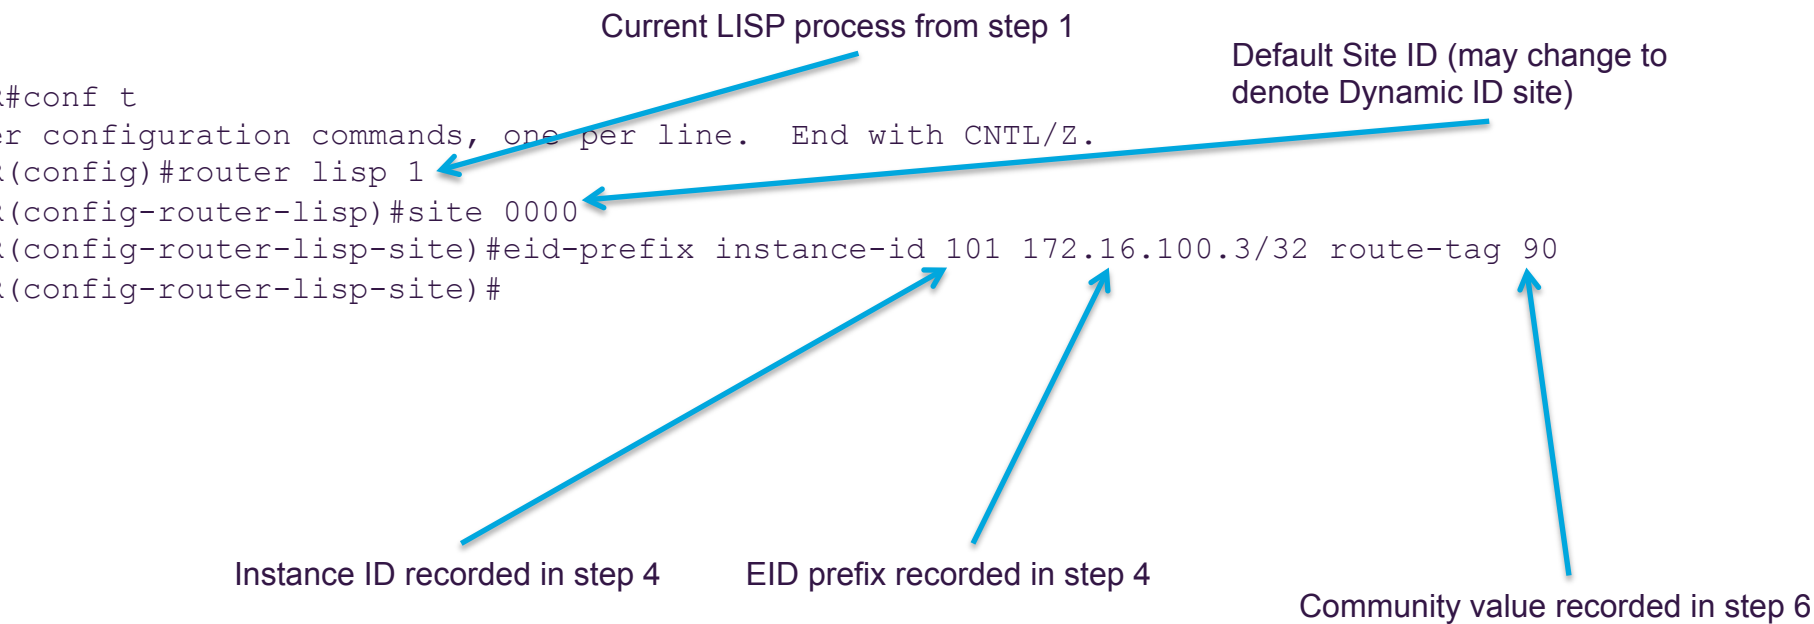 Current LISP process from step 1
Default Site ID (may change to
denote Dynamic ID site)
R#conf t
er configuration commands, one per line.  End with CNTL/Z.
R(config)#router lisp 1
R(config-router-lisp)#site 0000
R(config-router-lisp-site)#eid-prefix instance-id 101 172.16.100.3/32 route-tag 90
R(config-router-lisp-site)#
Instance ID recorded in step 4
EID prefix recorded in step 4
Community value recorded in step 6